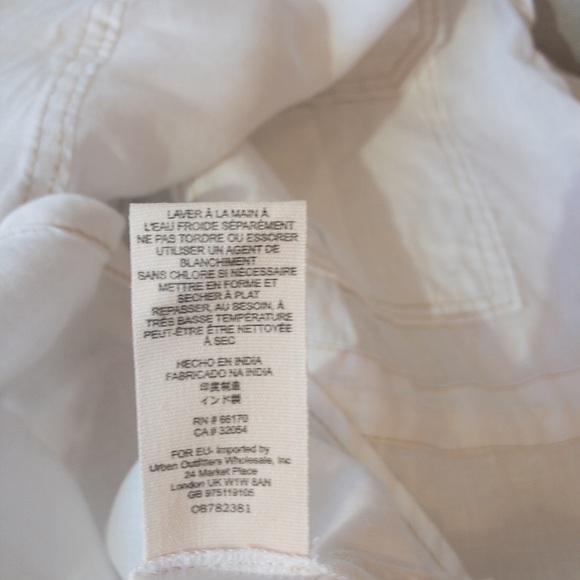 LAVER À LA MAIN À
L'EAU FROIDE SÉPARÉMENT
NE PAS TORDRE OU ESSORER
UTILISER UN AGENT DE
BLANCHIMENT
SANS CHLORE SI NÉCESSAIRE
METTRE EN FORME ET
SECHER À PLAT
REPASSER, AU BESOIN, À
TRÈS BASSE TEMPÉRATURE
PEUT-ÊTRE ÊTRE NETTOYÉE
À SEC
HECHO EN INDIA
FABRICADO NA INDIA
印度制造
インド製
RN # 66170
CA # 32054
FOR EU- Imported by
Urban Outfitters Wholesale, Inc
24 Market Place
London UK W1W 8AN
GB 975119105
O8782381